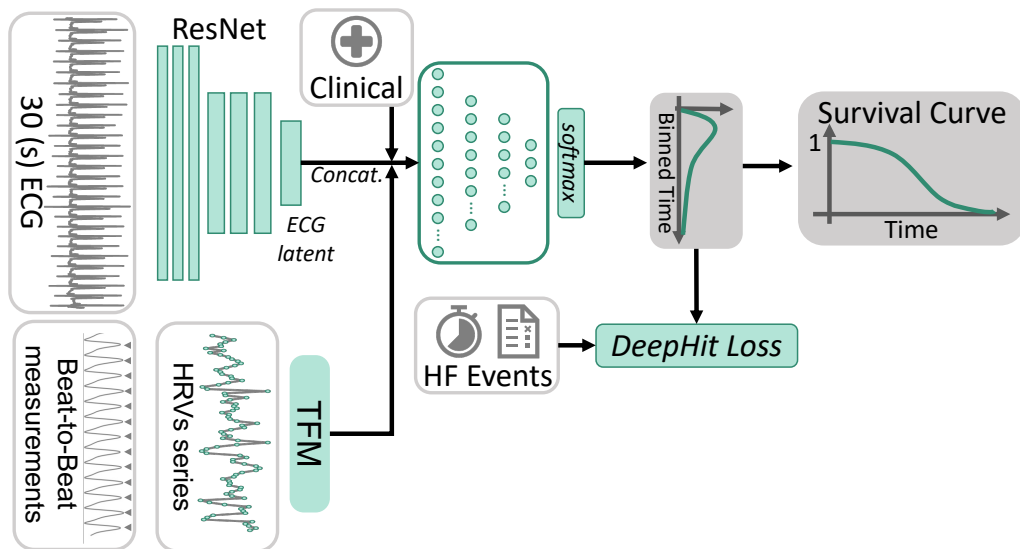 30 (s) ECG
ResNet
Clinical
Concat.
ECG
latent
softmax
Binned Time
Survival Curve
1
Time
HF Events
DeepHit Loss
Beat-to-Beat
measurements
HRVs series
TFM